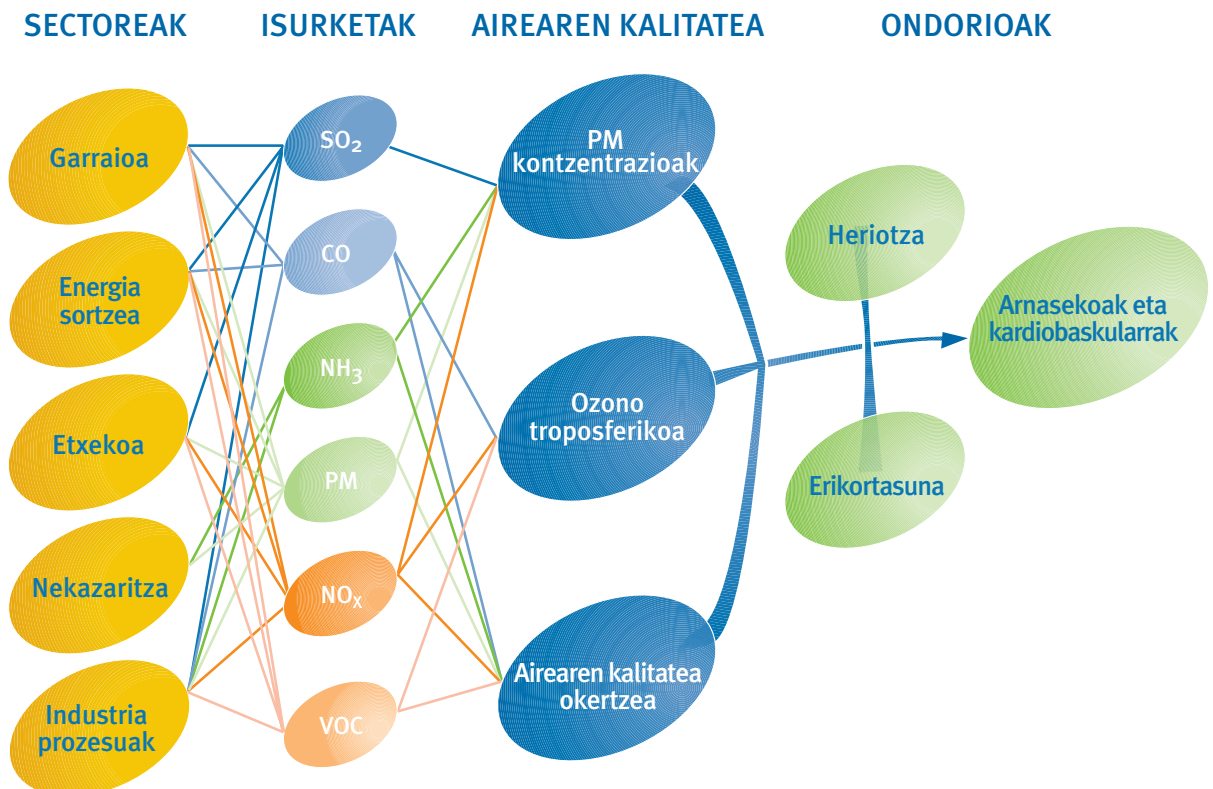 SECTOREAK
ISURKETAK
AIREAREN KALITATEA
ONDORIOAK
Garraioa
Energia
sortzea
Etxekoa
Nekazaritza
Industria
prozesuak
SO₂
CO
NH₃
PM
NOₓ
VOC
PM
kontzentrazioak
Ozono
troposferikoa
Airearen kalitatea
okertzea
Heriotza
Erikortasuna
Arnasekoak eta
kardiobaskularrak